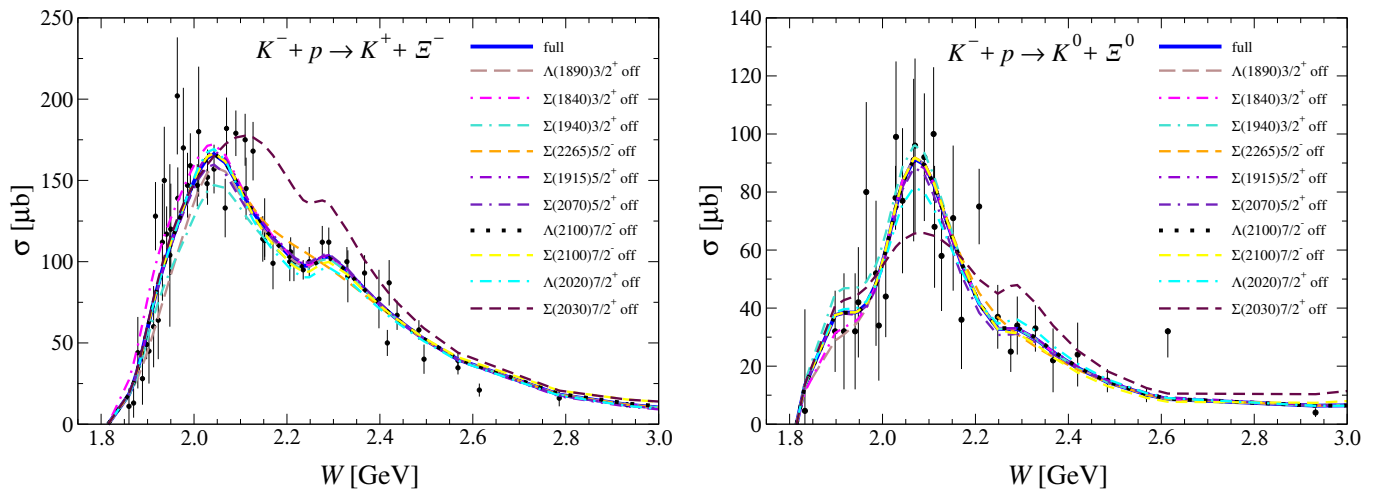 250
200
150
100
50
0
σ [μb]
K⁻ + p → K⁺ + Ξ⁻
full
Λ(1890)3/2⁺ off
Σ(1840)3/2⁺ off
Σ(1940)3/2⁺ off
Σ(2265)5/2⁻ off
Σ(1915)5/2⁺ off
Σ(2070)5/2⁺ off
Λ(2100)7/2⁻ off
Σ(2100)7/2⁻ off
Λ(2020)7/2⁺ off
Σ(2030)7/2⁺ off
1.8 2.0 2.2 2.4 2.6 2.8 3.0
W [GeV]
140
120
100
80
60
40
20
0
σ [μb]
K⁻ + p → K⁰ + Ξ⁰
full
Λ(1890)3/2⁺ off
Σ(1840)3/2⁺ off
Σ(1940)3/2⁺ off
Σ(2265)5/2⁻ off
Σ(1915)5/2⁺ off
Σ(2070)5/2⁺ off
Λ(2100)7/2⁻ off
Σ(2100)7/2⁻ off
Λ(2020)7/2⁺ off
Σ(2030)7/2⁺ off
1.8 2.0 2.2 2.4 2.6 2.8 3.0
W [GeV]